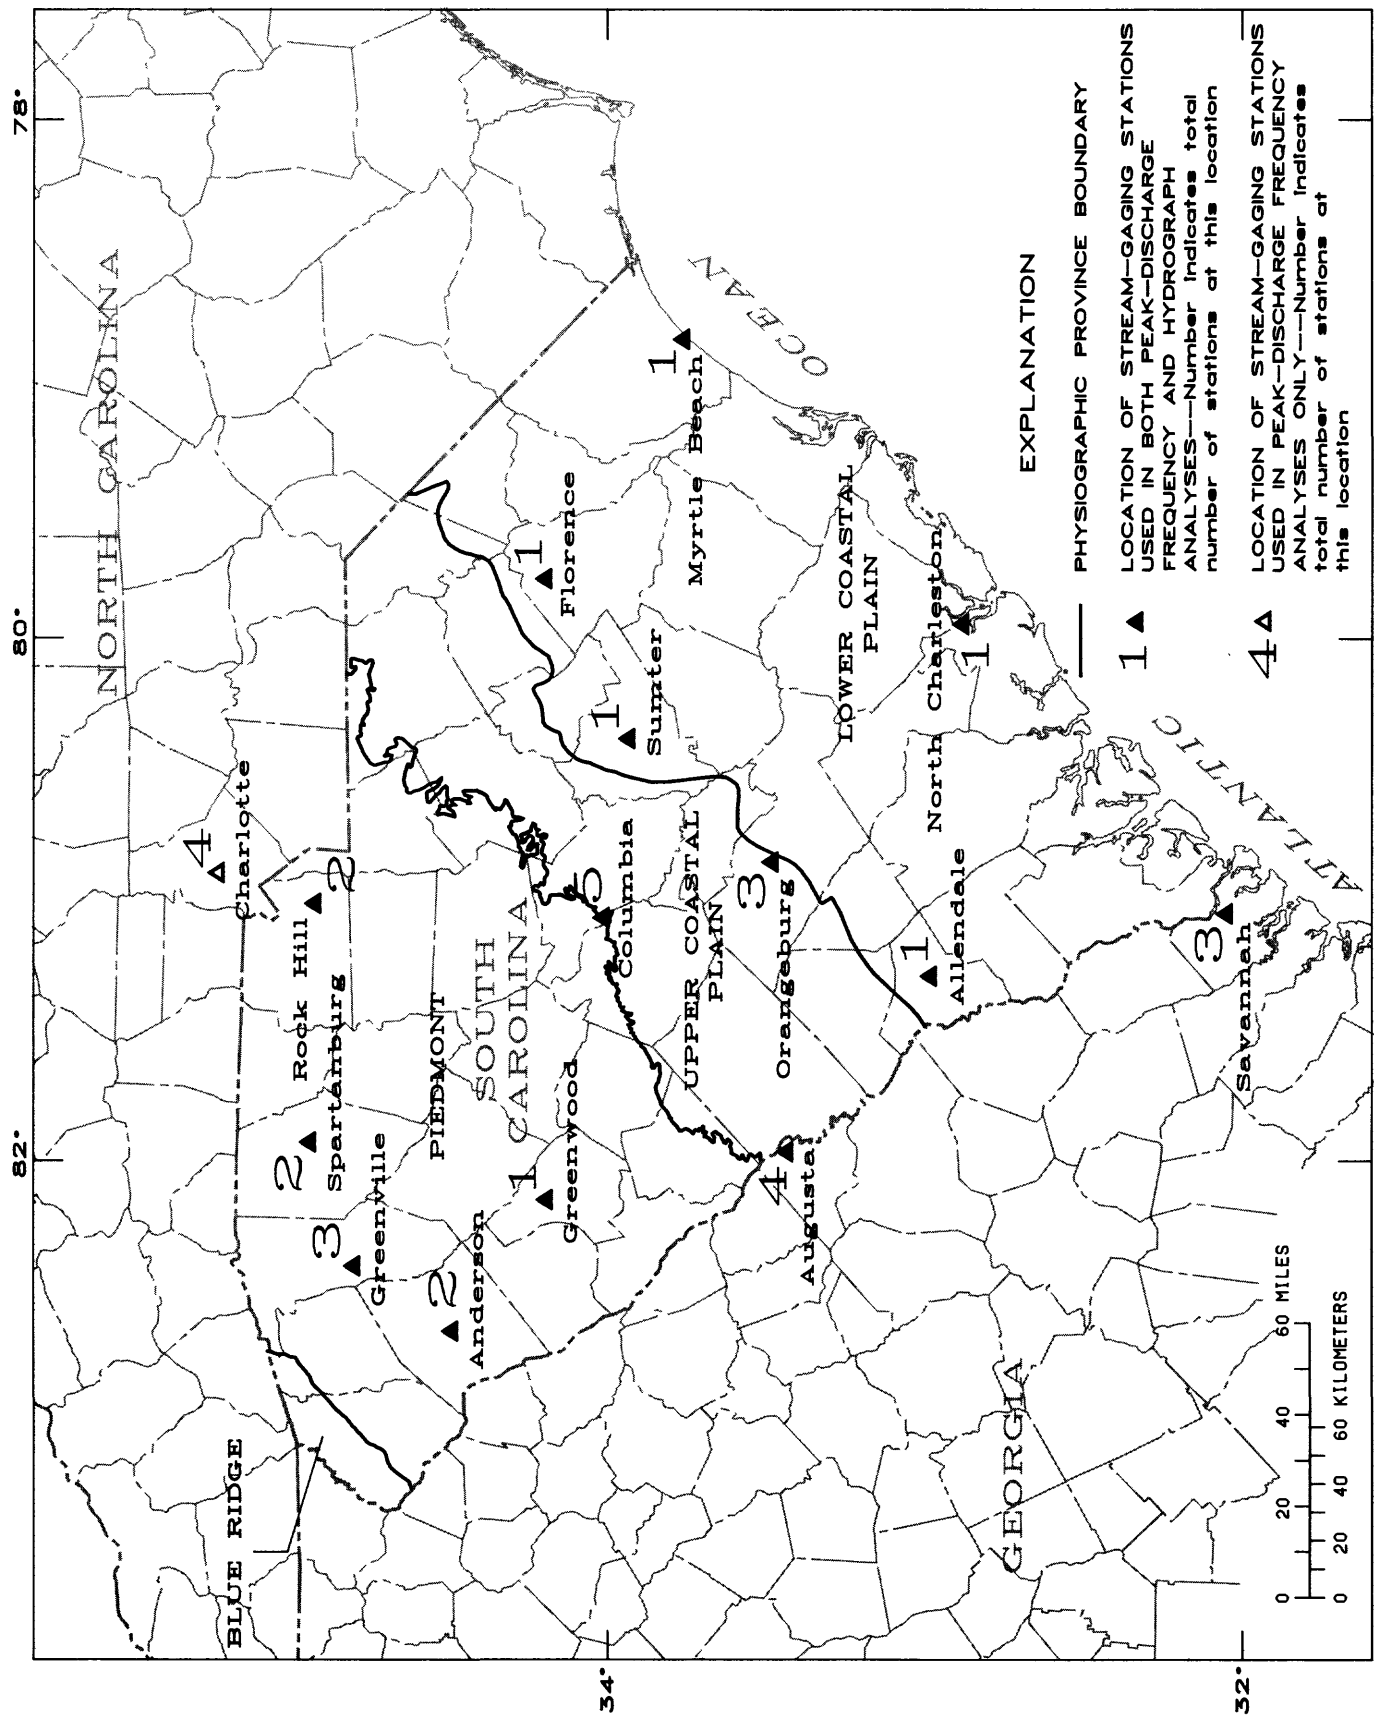 78°
80°
82°
34°
32°
NORTH CAROLINA
4
Charlotte
2
Rock Hill
2
Spartanburg
3
Greenville
2
Anderson
BLUE RIDGE
PIEDMONT
SOUTH
CAROLINA
1
Greenwood
5
Columbia
1
Florence
1
Sumter
1
Myrtle Beach
UPPER COASTAL
PLAIN
3
Orangeburg
LOWER COASTAL
PLAIN
North Charleston
1
1
Allendale
4
Augusta
3
Savannah
GEORGIA
ATLANTIC
OCEAN
EXPLANATION
PHYSIOGRAPHIC PROVINCE BOUNDARY
1
LOCATION OF STREAM-GAGING STATIONS
USED IN BOTH PEAK-DISCHARGE
FREQUENCY AND HYDROGRAPH
ANALYSES--Number indicates total
number of stations at this location
4
LOCATION OF STREAM-GAGING STATIONS
USED IN PEAK-DISCHARGE FREQUENCY
ANALYSES ONLY--Number indicates
total number of stations at
this location
0 20 40 60 MILES
0 20 40 60 KILOMETERS